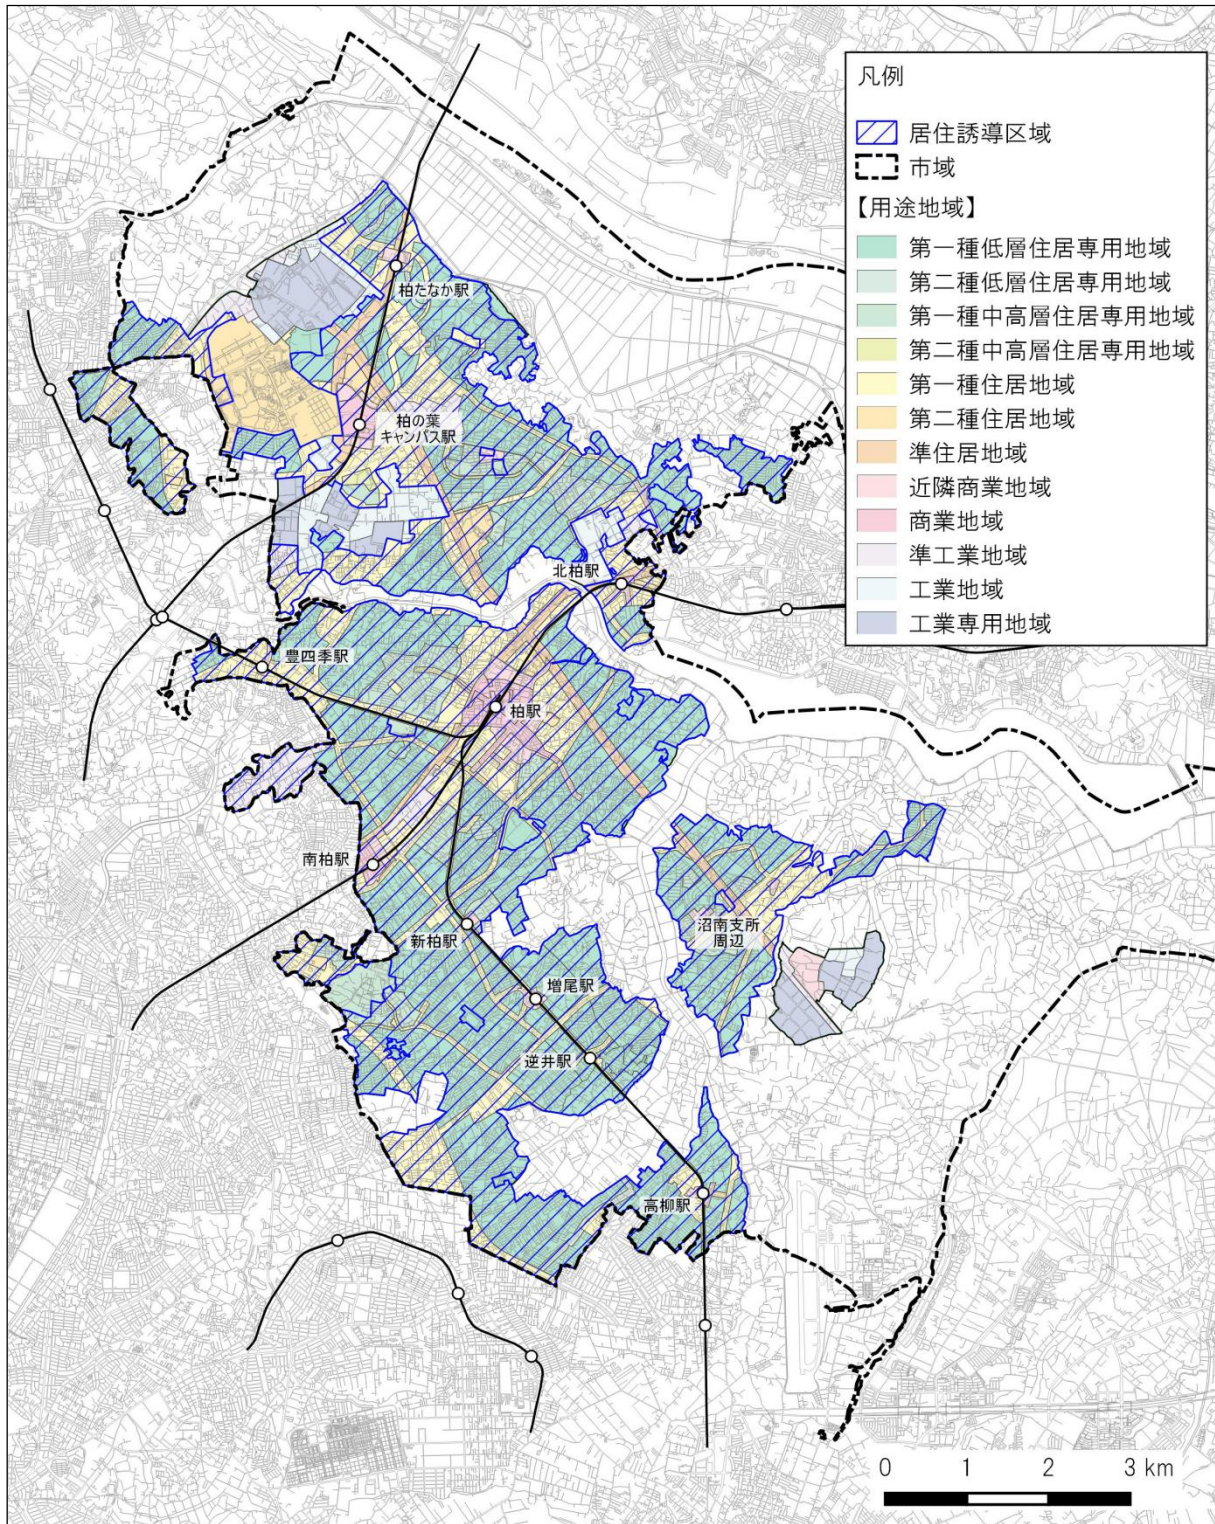 凡例
居住誘導区域
市域
【用途地域】
第一種低層住居専用地域
第二種低層住居専用地域
第一種中高層住居専用地域
第二種中高層住居専用地域
第一種住居地域
第二種住居地域
準住居地域
近隣商業地域
商業地域
準工業地域
工業地域
工業専用地域
柏たなか駅
柏の葉
キャンパス駅
北柏駅
豊四季駅
柏駅
南柏駅
新柏駅
沼南支所
周辺
増尾駅
逆井駅
高柳駅
0 1 2 3 km